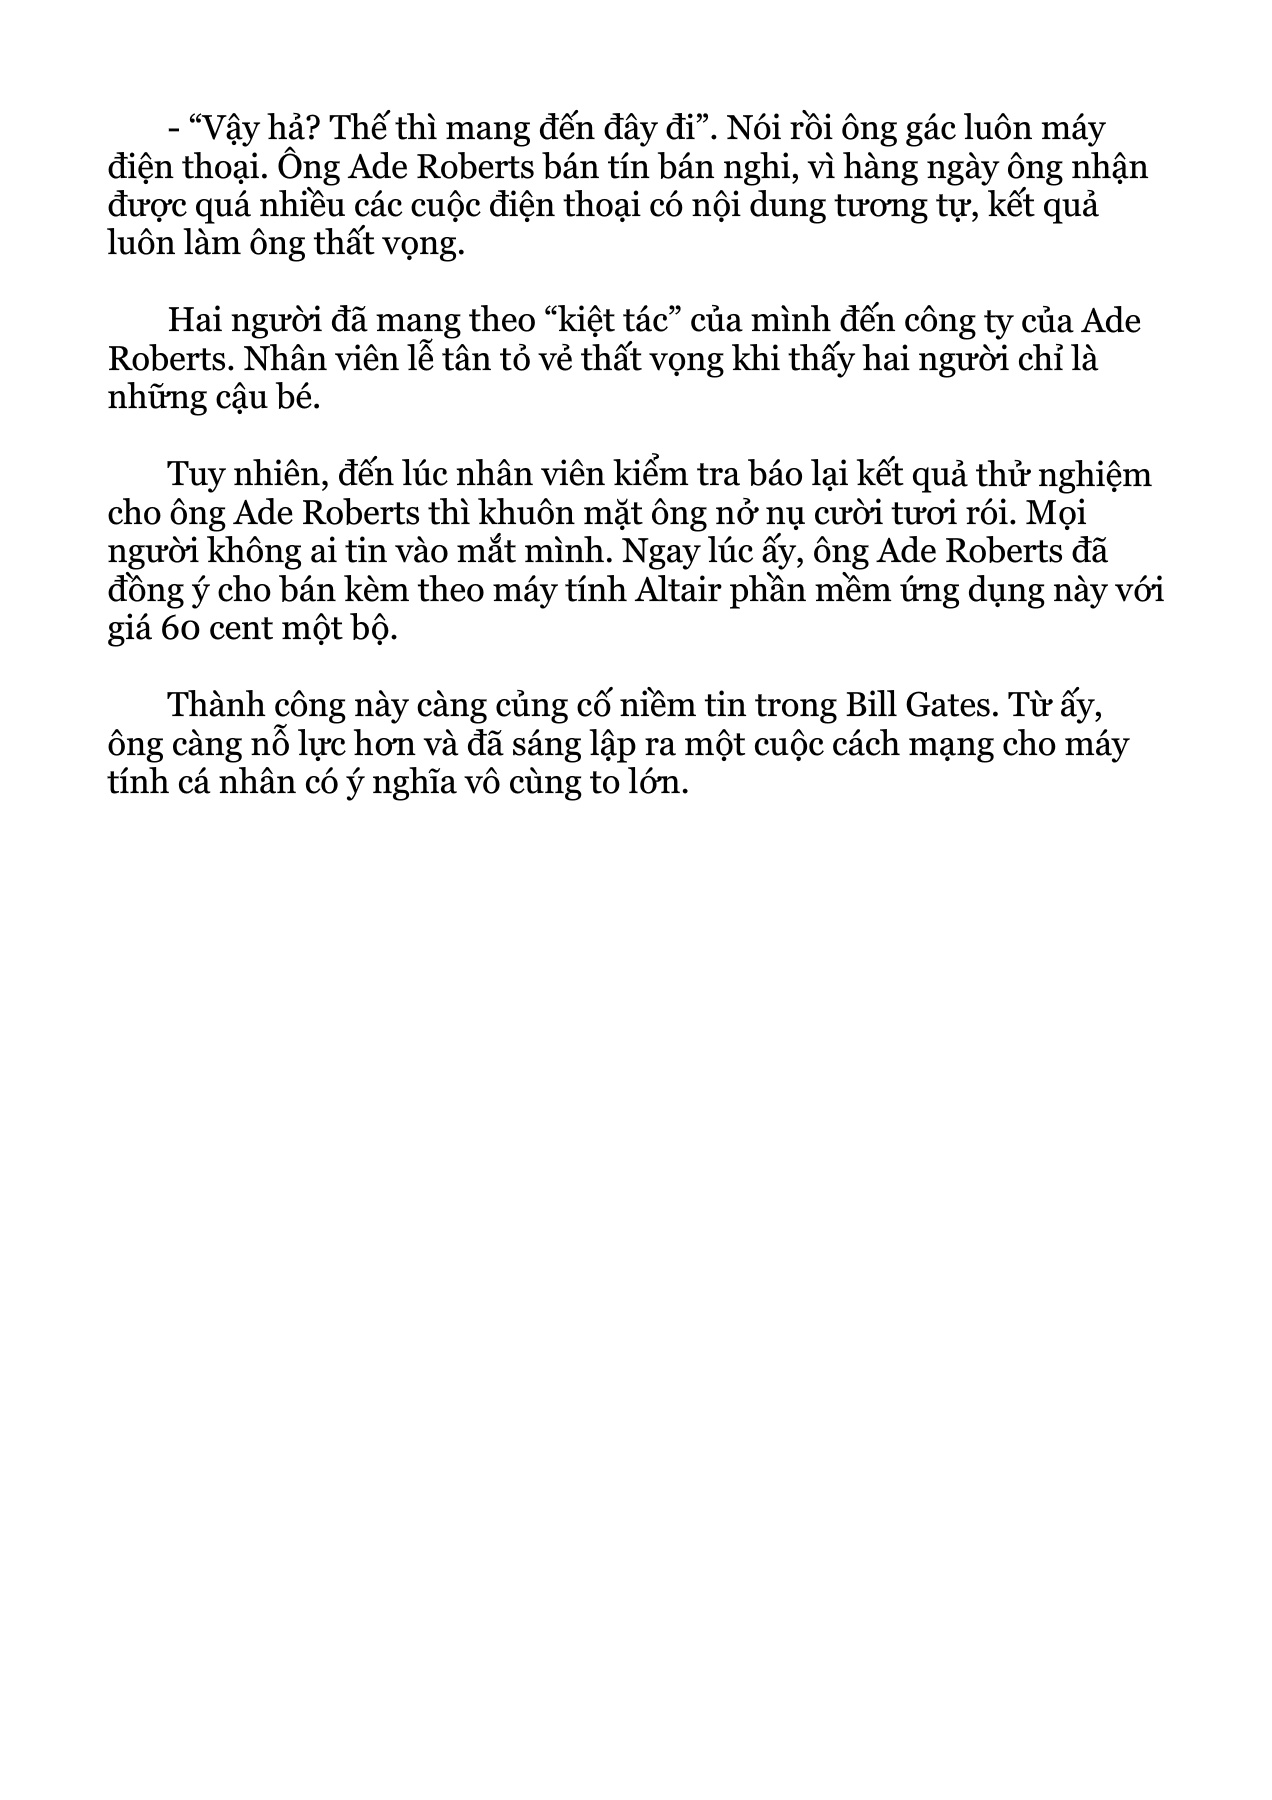 - “Vậy hả? Thế thì mang đến đây đi”. Nói rồi ông gác luôn máy
điện thoại. Ông Ade Roberts bán tín bán nghi, vì hàng ngày ông nhận
được quá nhiều các cuộc điện thoại có nội dung tương tự, kết quả
luôn làm ông thất vọng.
Hai người đã mang theo “kiệt tác” của mình đến công ty của Ade
Roberts. Nhân viên lễ tân tỏ vẻ thất vọng khi thấy hai người chỉ là
những cậu bé.
Tuy nhiên, đến lúc nhân viên kiểm tra báo lại kết quả thử nghiệm
cho ông Ade Roberts thì khuôn mặt ông nở nụ cười tươi rói. Mọi
người không ai tin vào mắt mình. Ngay lúc ấy, ông Ade Roberts đã
đồng ý cho bán kèm theo máy tính Altair phần mềm ứng dụng này với
giá 60 cent một bộ.
Thành công này càng củng cố niềm tin trong Bill Gates. Từ ấy,
ông càng nỗ lực hơn và đã sáng lập ra một cuộc cách mạng cho máy
tính cá nhân có ý nghĩa vô cùng to lớn.